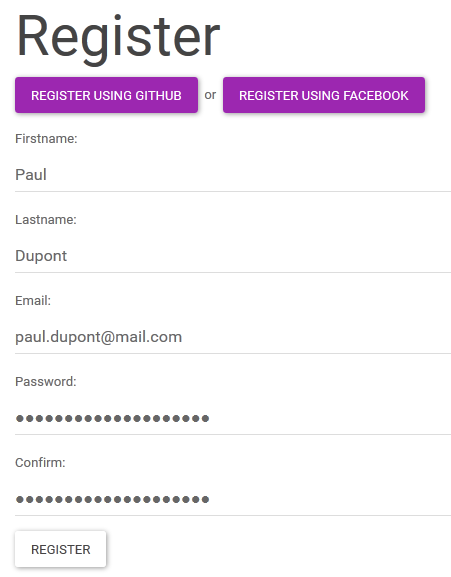 Register
REGISTER USING GITHUB or REGISTER USING FACEBOOK
Firstname:
Paul
Lastname:
Dupont
Email:
paul.dupont@mail.com
Password:
••••••••••••••••••••
Confirm:
••••••••••••••••••••
REGISTER